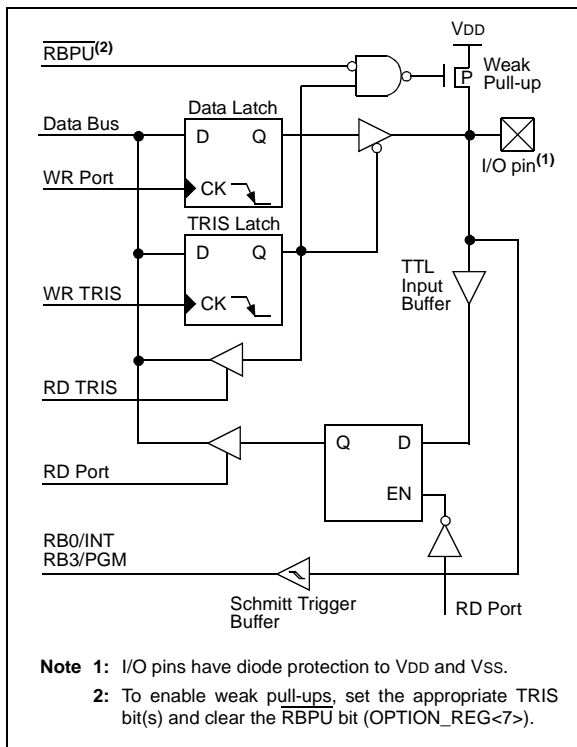 VDD
RBPU(2)
Weak
Pull-up
P
Data Latch
Data Bus
D Q
I/O pin(1)
WR Port
CK
TRIS Latch
D Q
TTL
Input
Buffer
WR TRIS
CK
RD TRIS
Q D
RD Port
EN
RB0/INT
RB3/PGM
Schmitt Trigger
Buffer
RD Port
Note 1: I/O pins have diode protection to VDD and VSS.
2: To enable weak pull-ups, set the appropriate TRIS
bit(s) and clear the RBPU bit (OPTION_REG<7>).